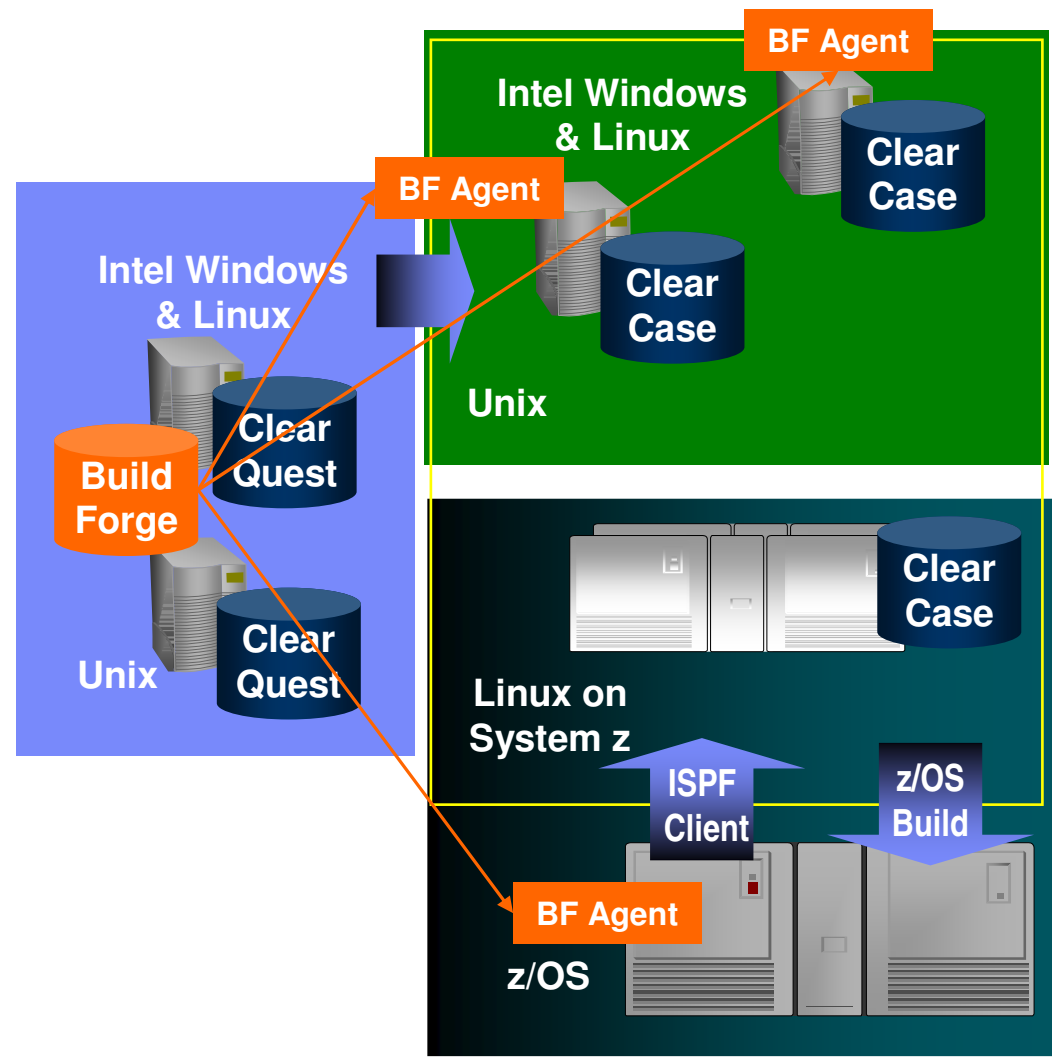 BF Agent
Intel Windows
& Linux
Clear
Case
BF Agent
Clear
Case
Unix
Intel Windows
& Linux
Clear
Quest
Build
Forge
Clear
Quest
Unix
Clear
Case
Linux on
System z
ISPF
Client
z/OS
Build
BF Agent
z/OS